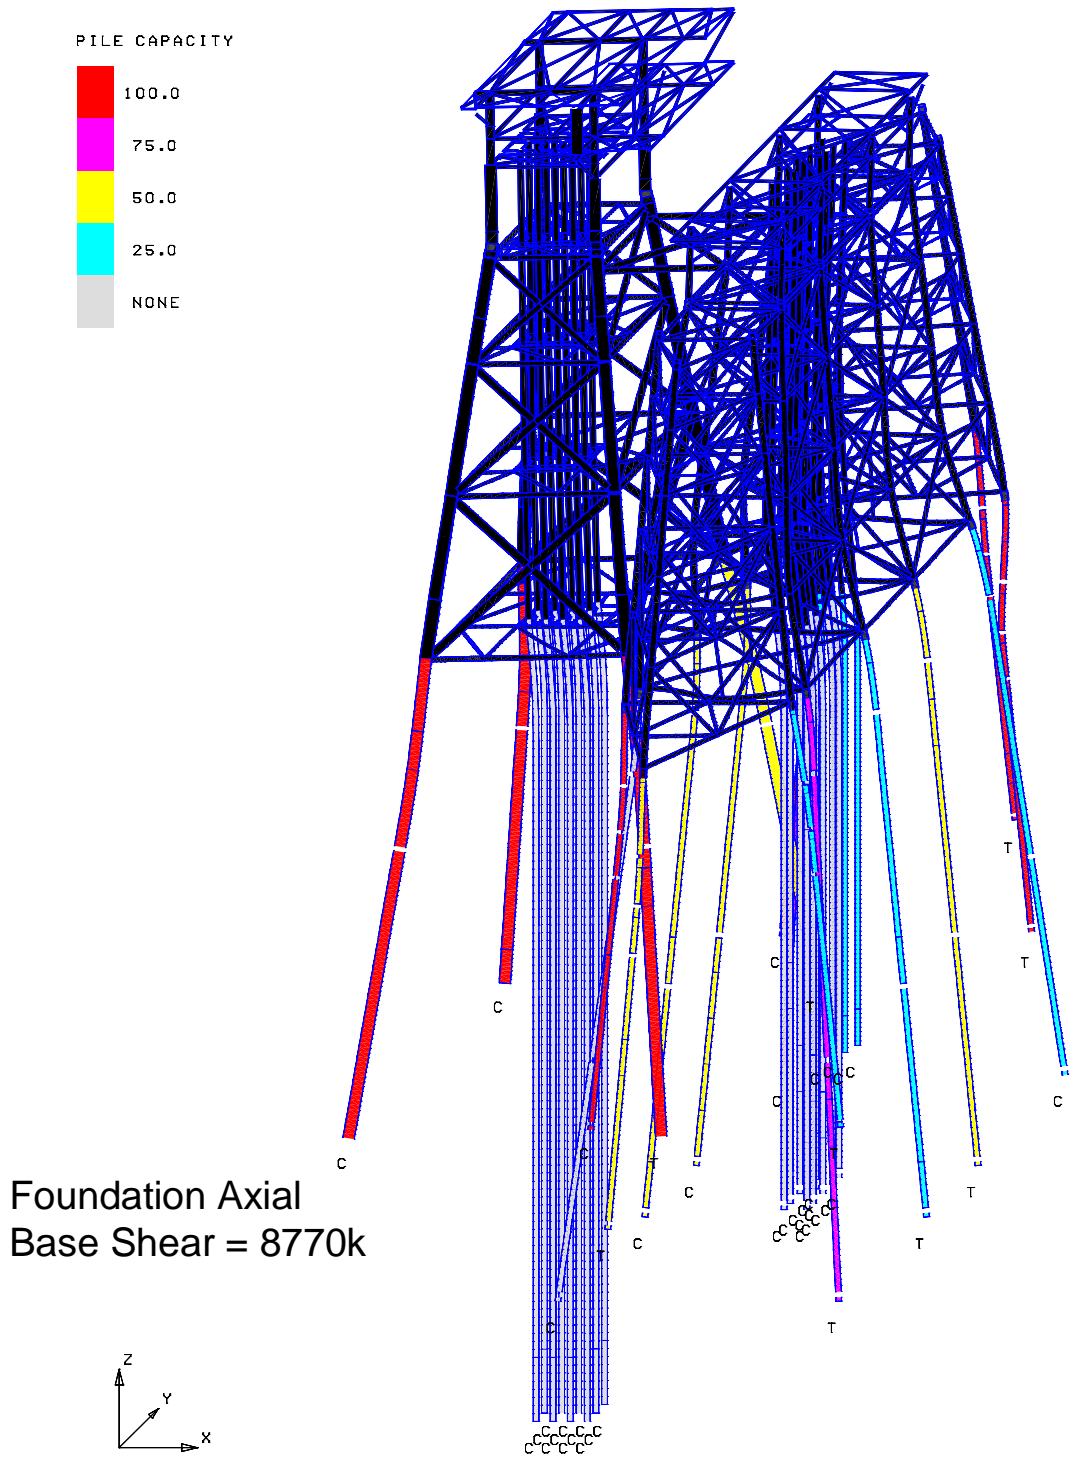 PILE CAPACITY
100.0
75.0
50.0
25.0
NONE
T
C
T
C
T
C
C
C
C
C
C
C
C
T
T
C
C
T
T
C
C
T
T
C
T
C
Foundation Axial
Base Shear = 8770k
Z
Y
X